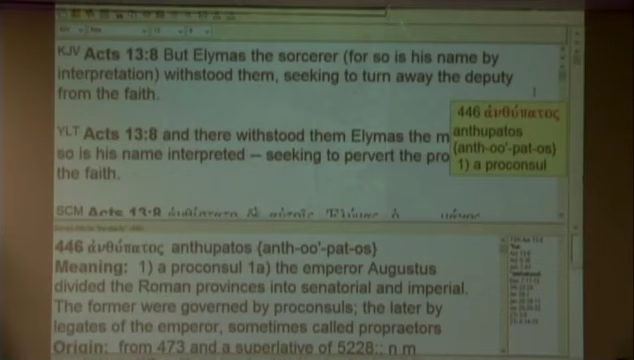 KJV Acts 13:8 But Elymas the sorcerer (for so is his name by
interpretation) withstood them, seeking to turn away the deputy
from the faith.
YLT Acts 13:8 and there withstood them Elymas the m
so is his name interpreted — seeking to pervert the pro
the faith.
446 ἀνθύπατος
anthupatos
{anth-oo'-pat-os}
1) a proconsul
SCM Acts 13:8
446 ἀνθύπατος anthupatos {anth-oo'-pat-os}
Meaning: 1) a proconsul 1a) the emperor Augustus
divided the Roman provinces into senatorial and imperial.
The former were governed by proconsuls; the later by
legates of the emperor, sometimes called propraetors
Origin: from 473 and a superlative of 5228;; n m